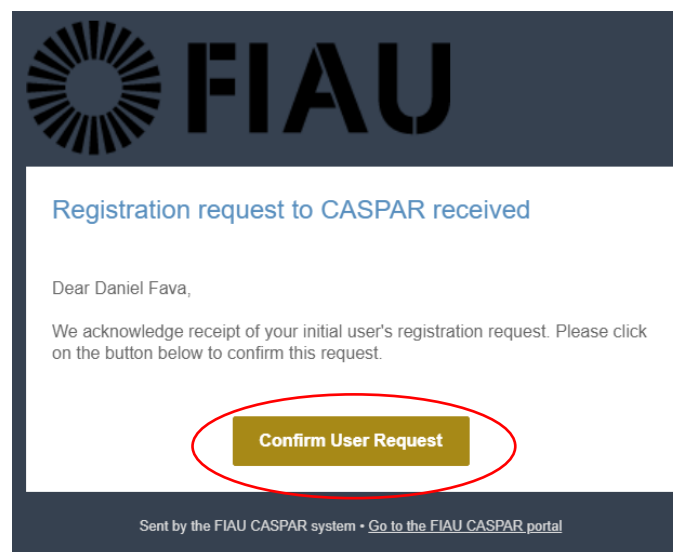 FIAU
Registration request to CASPAR received
Dear Daniel Fava,
We acknowledge receipt of your initial user's registration request. Please click
on the button below to confirm this request.
Confirm User Request
Sent by the FIAU CASPAR system • Go to the FIAU CASPAR portal